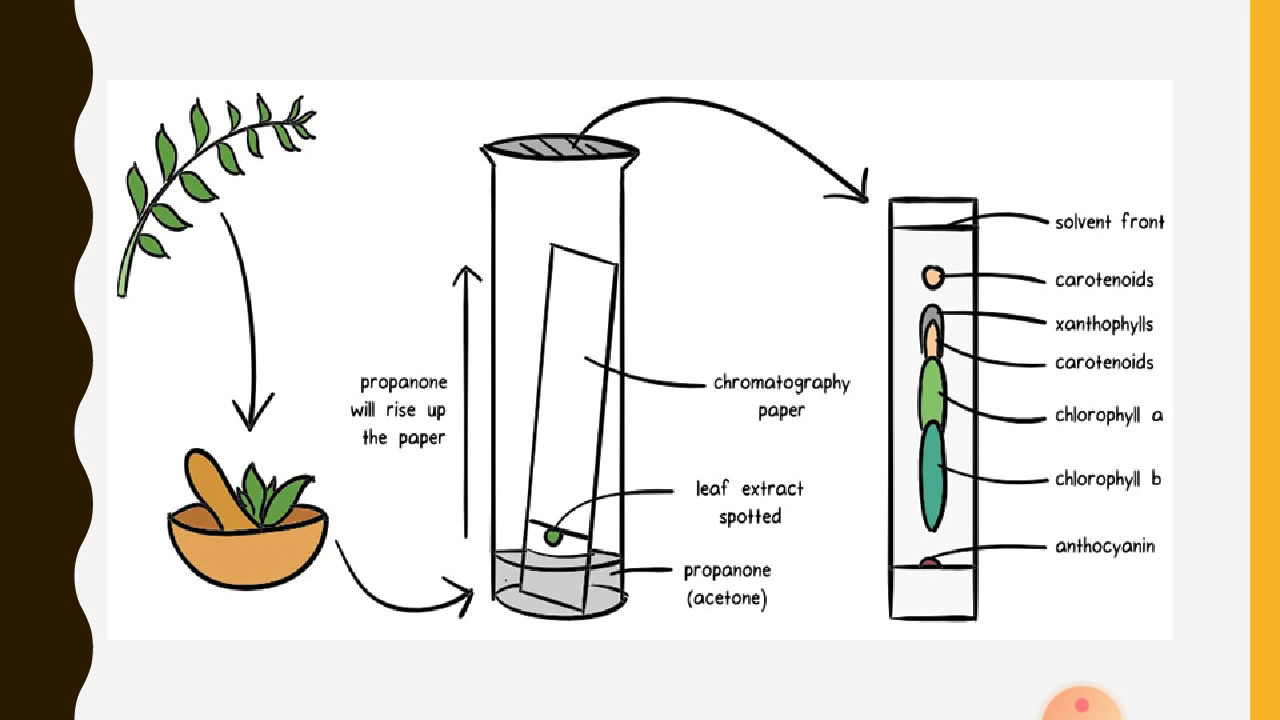 propanone
will rise up
the paper
chromatography
paper
leaf extract
spotted
propanone
(acetone)
solvent front
carotenoids
xanthophylls
carotenoids
chlorophyll a
chlorophyll b
anthocyanin